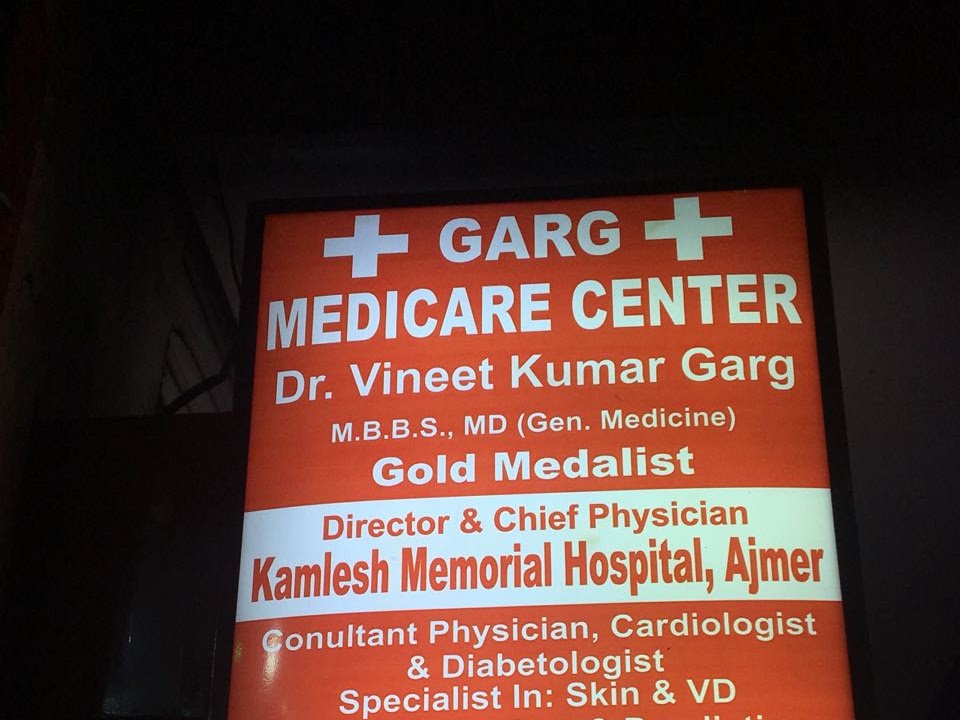 GARG
MEDICARE CENTER
Dr. Vineet Kumar Garg
M.B.B.S., MD (Gen. Medicine)
Gold Medalist
Director & Chief Physician
Kamlesh Memorial Hospital, Ajmer
Conultant Physician, Cardiologist
& Diabetologist
Specialist In: Skin & VD